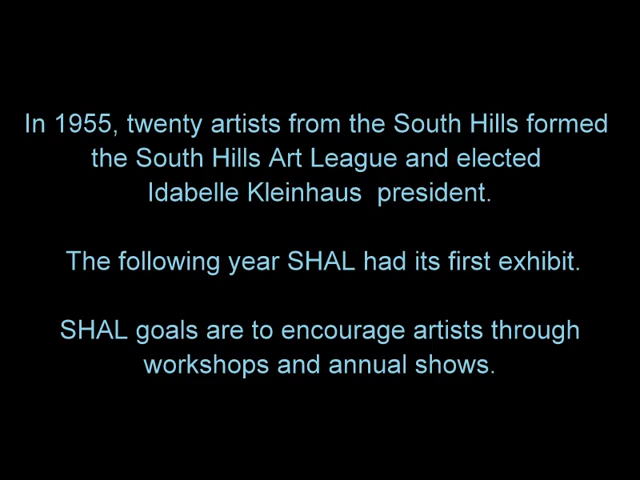 In 1955, twenty artists from the South Hills formed
the South Hills Art League and elected
Idabelle Kleinhaus  president.
The following year SHAL had its first exhibit.
SHAL goals are to encourage artists through
workshops and annual shows.